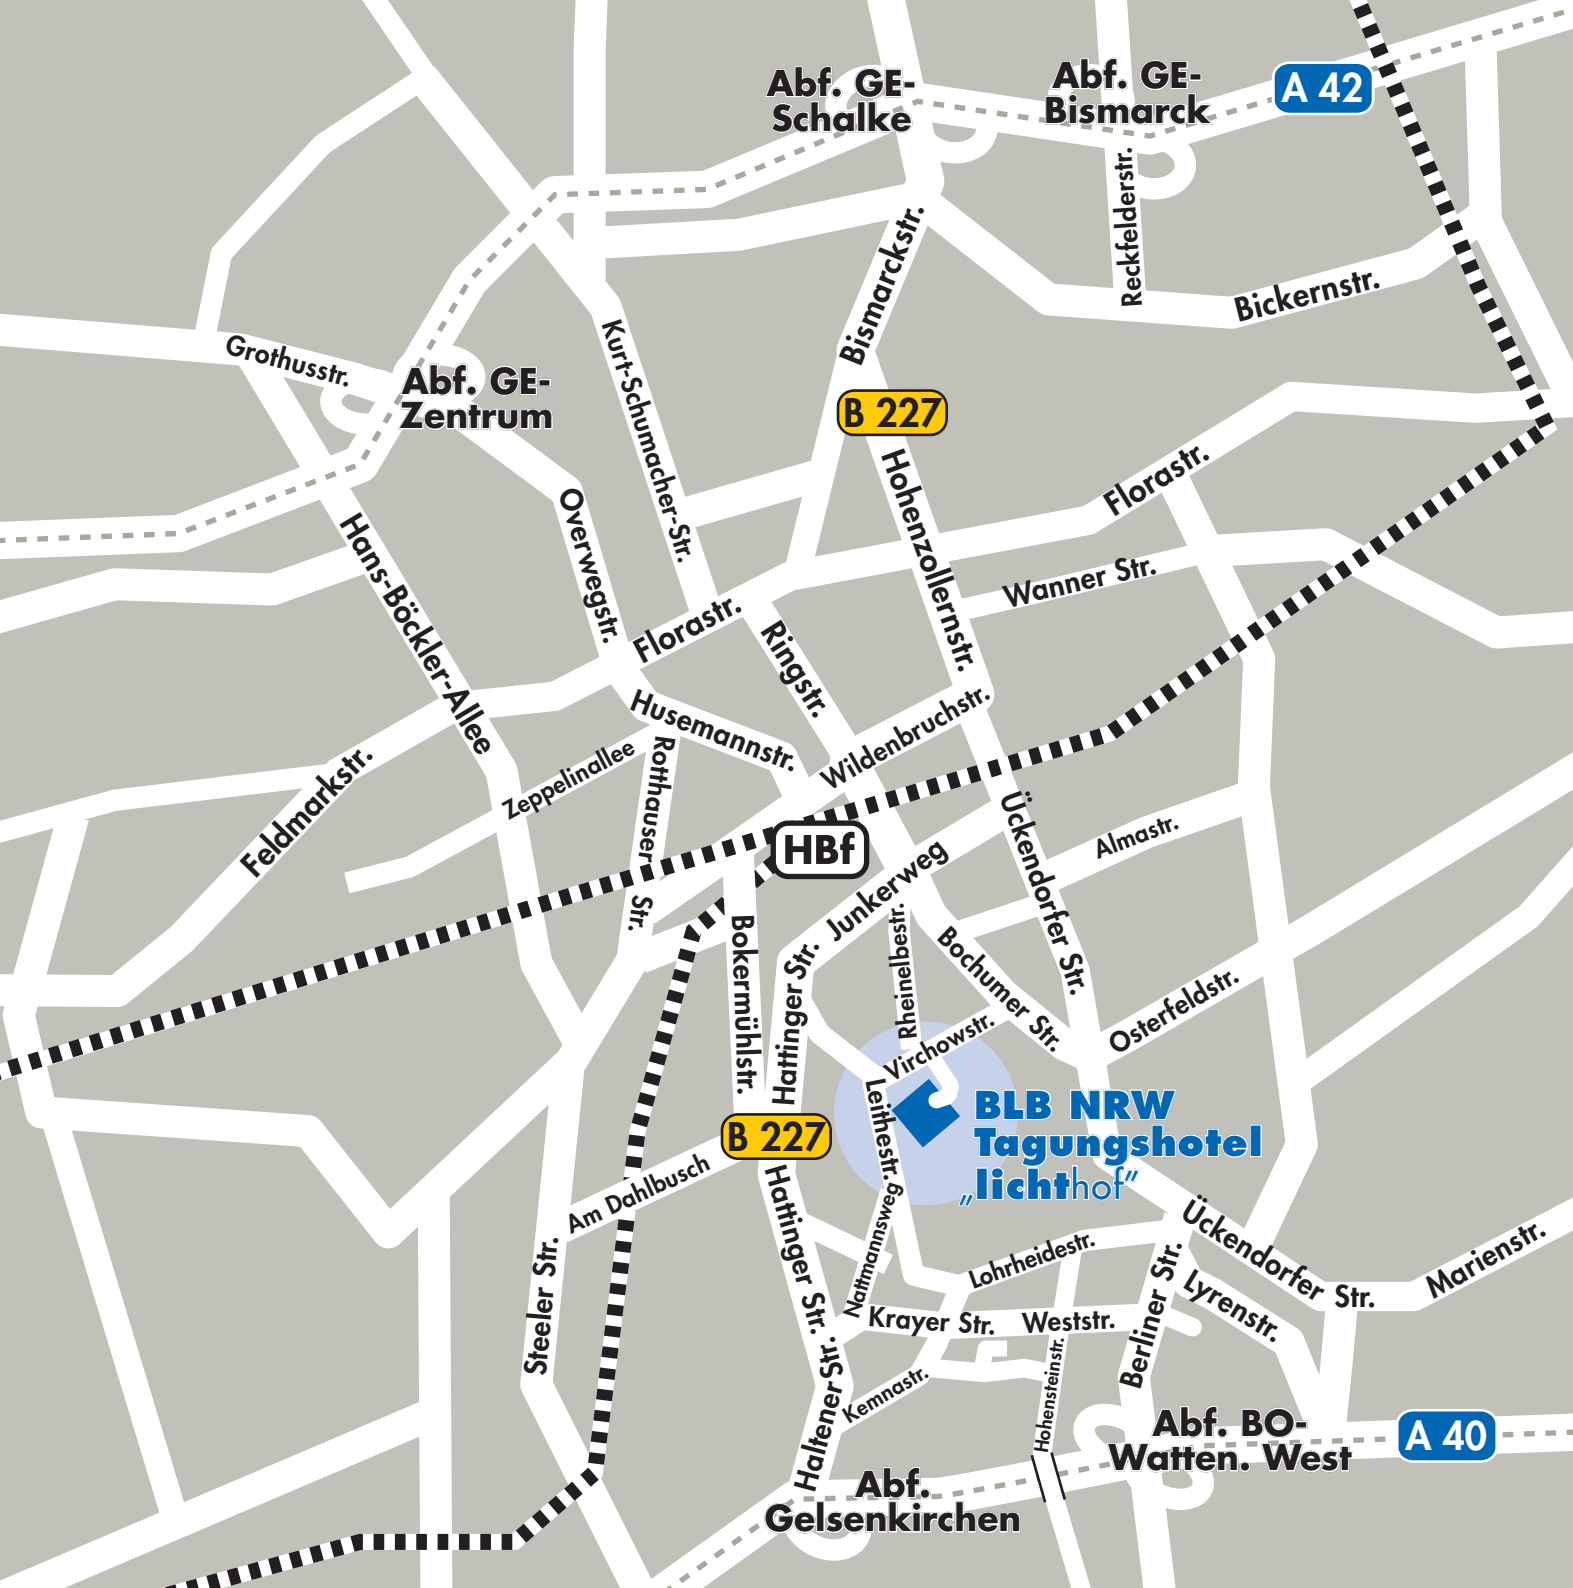 Abf. GE-
Schalke
Abf. GE-
Bismarck
A 42
Reckfelderstr.
Bismarckstr.
Bickernstr.
Grothusstr.
Abf. GE-
Zentrum
Kurt-Schumacher-Str.
B 227
Hohenzollernstr.
Florastr.
Overwegstr.
Hans-Böckler-Allee
Wanner Str.
Florastr.
Ringstr.
Husemannstr.
Wildenbruchstr.
Zeppelinallee
Rotthauser
Str.
Feldmarkstr.
HBf
Ückendorfer Str.
Almastr.
Junkerweg
Bokermühlstr.
Hattinger Str.
Rheinelbestr.
Bochumer Str.
Osterfeldstr.
Virchowstr.
Leithestr.
BLB NRW
Tagungshotel
„lichthof”
B 227
Am Dahlbusch
Hattinger Str.
Nattmannsweg
Lohrheidestr.
Ückendorfer Str.
Marienstr.
Steeler Str.
Krayer Str.
Weststr.
Berliner Str.
Lyrenstr.
Haltener Str.
Kemnastr.
Hohensteinstr.
Abf. BO-
Watten. West
A 40
Abf.
Gelsenkirchen